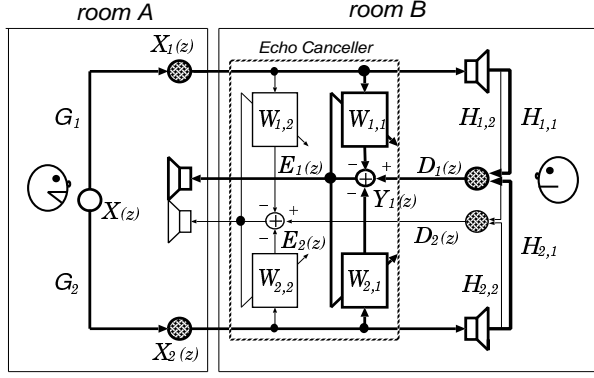 room A
room B
X1(z)
Echo Canceller
G1
W1,2
W1,1
H1,2
H1,1
E1(z)
D1(z)
− − +
X(z)
Y1(z)
− − +
E2(z)
D2(z)
H2,1
G2
W2,2
W2,1
H2,2
X2(z)